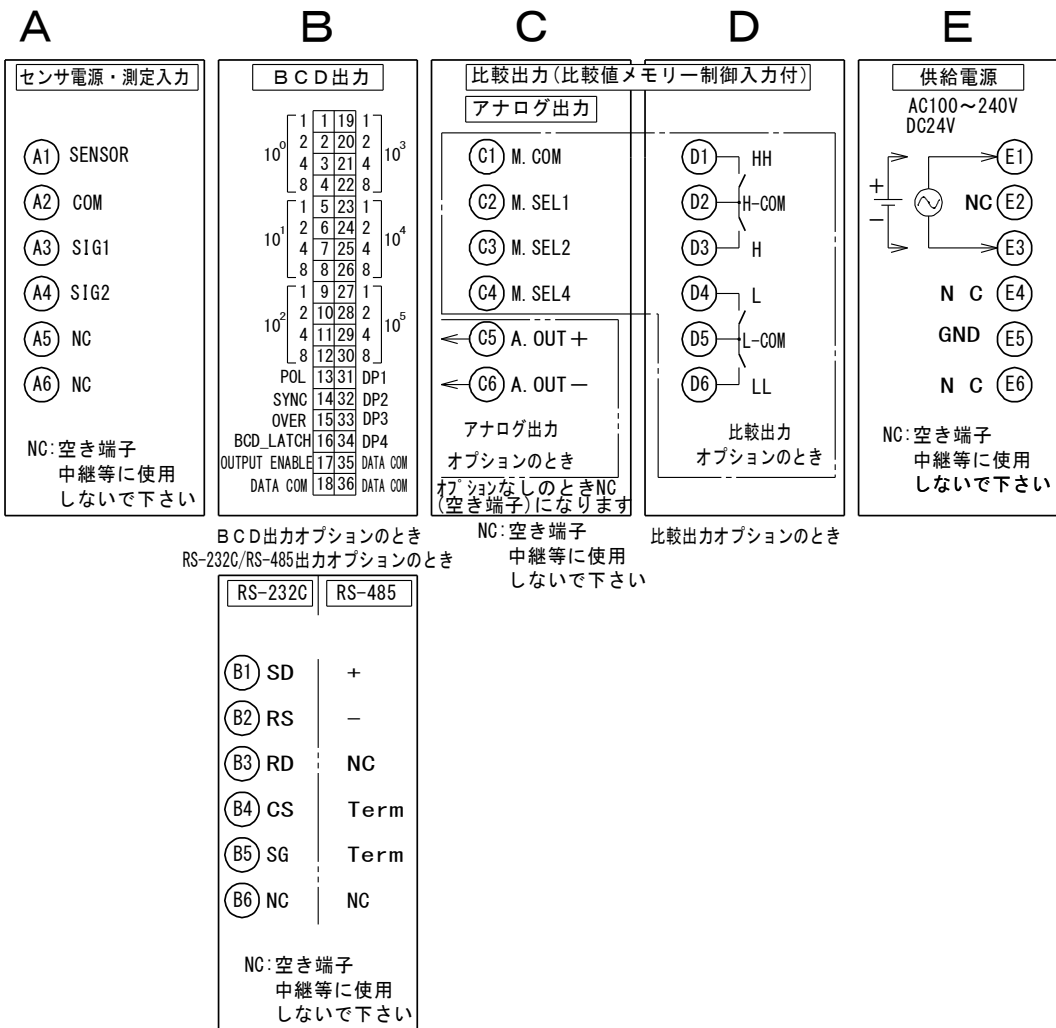 A
B
C
D
E
センサ電源・測定入力
A1 SENSOR
A2 COM
A3 SIG1
A4 SIG2
A5 NC
A6 NC
NC:空き端子
中継等に使用
しないで下さい
BCD出力
10⁰ 1 1 19 1 10³
2 2 20 2
4 3 21 4
8 4 22 8
10¹ 1 5 23 1 10⁴
2 6 24 2
4 7 25 4
8 8 26 8
10² 1 9 27 1 10⁵
2 10 28 2
4 11 29 4
8 12 30 8
POL 13 31 DP1
SYNC 14 32 DP2
OVER 15 33 DP3
BCD_LATCH 16 34 DP4
OUTPUT ENABLE 17 35 DATA COM
DATA COM 18 36 DATA COM
BCD出力オプションのとき
RS-232C/RS-485出力オプションのとき
RS-232C RS-485
B1 SD +
B2 RS −
B3 RD NC
B4 CS Term
B5 SG Term
B6 NC NC
NC:空き端子
中継等に使用
しないで下さい
比較出力(比較値メモリー制御入力付)
アナログ出力
C1 M.COM
C2 M.SEL1
C3 M.SEL2
C4 M.SEL4
C5 A.OUT+
C6 A.OUT−
アナログ出力
オプションのとき
オプションなしのときNC
(空き端子)になります
NC:空き端子
中継等に使用
しないで下さい
D1 HH
D2 H-COM
D3 H
D4 L
D5 L-COM
D6 LL
比較出力
オプションのとき
比較出力オプションのとき
供給電源
AC100～240V
DC24V
+
−
E1
NC E2
E3
NC E4
GND E5
NC E6
NC:空き端子
中継等に使用
しないで下さい